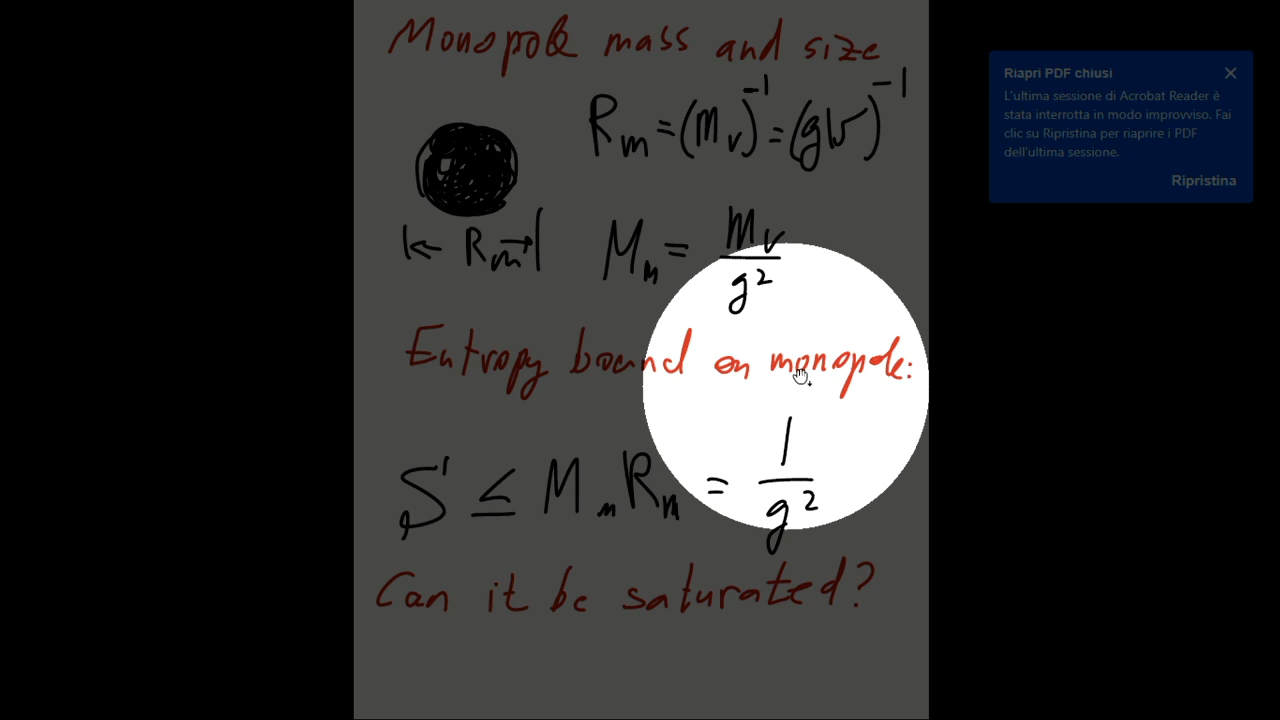 Monopole mass and size
R_m = (m_v)^-1 = (gv)^-1
|← R_m →| M_m = m_v / g^2
Entropy bound on monopole:
S ≤ M_m R_m = 1 / g^2
Can it be saturated?
Riapri PDF chiusi
L'ultima sessione di Acrobat Reader è
stata interrotta in modo improvviso. Fai
clic su Ripristina per riaprire i PDF
dell'ultima sessione.
Ripristina